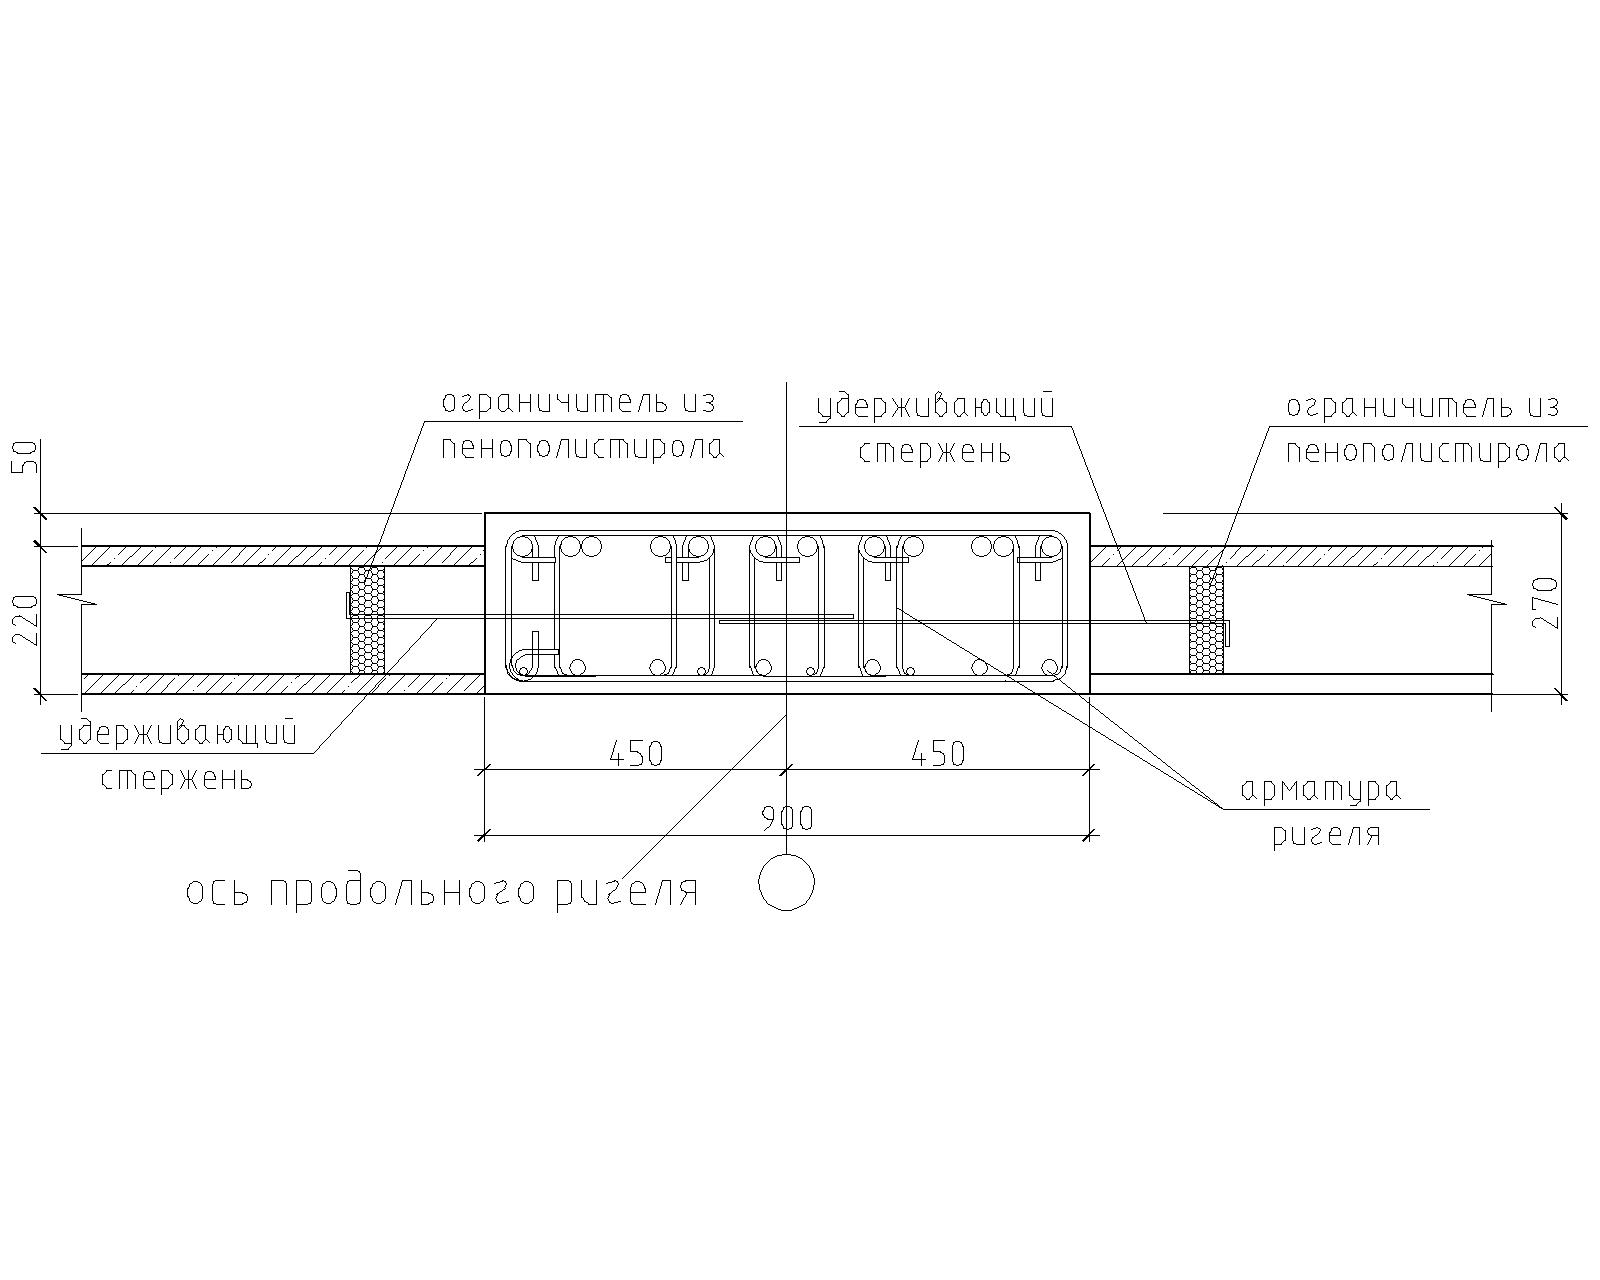 ограничитель из
пенополистирола
удерживающий
стержень
ограничитель из
пенополистирола
50
220
270
удерживающий
стержень
450
450
900
арматура
ригеля
ось продольного ригеля